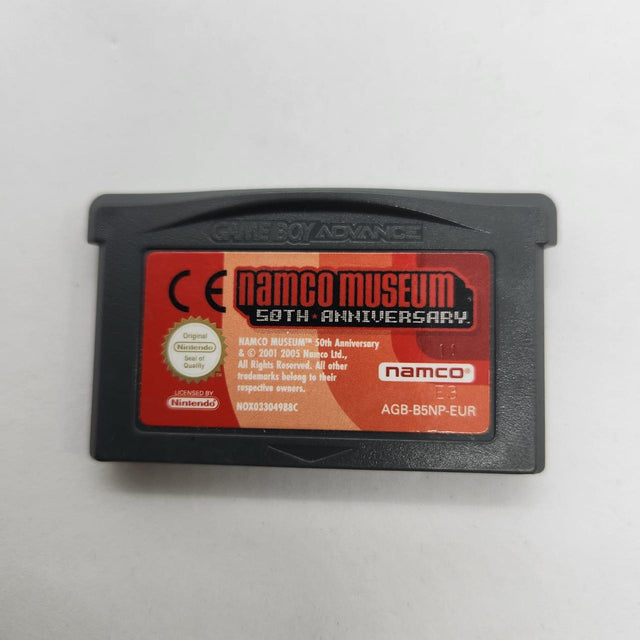 GAME BOY ADVANCE
CE namco museum
50TH ★ ANNIVERSARY
Original
Nintendo
Seal of
Quality
LICENSED BY
Nintendo
NAMCO MUSEUM™ 50th Anniversary
& © 2001 2005 Namco Ltd.,
All Rights Reserved. All other
trademarks belong to their
respective owners.
NOX03304988C
namco®
AGB-B5NP-EUR